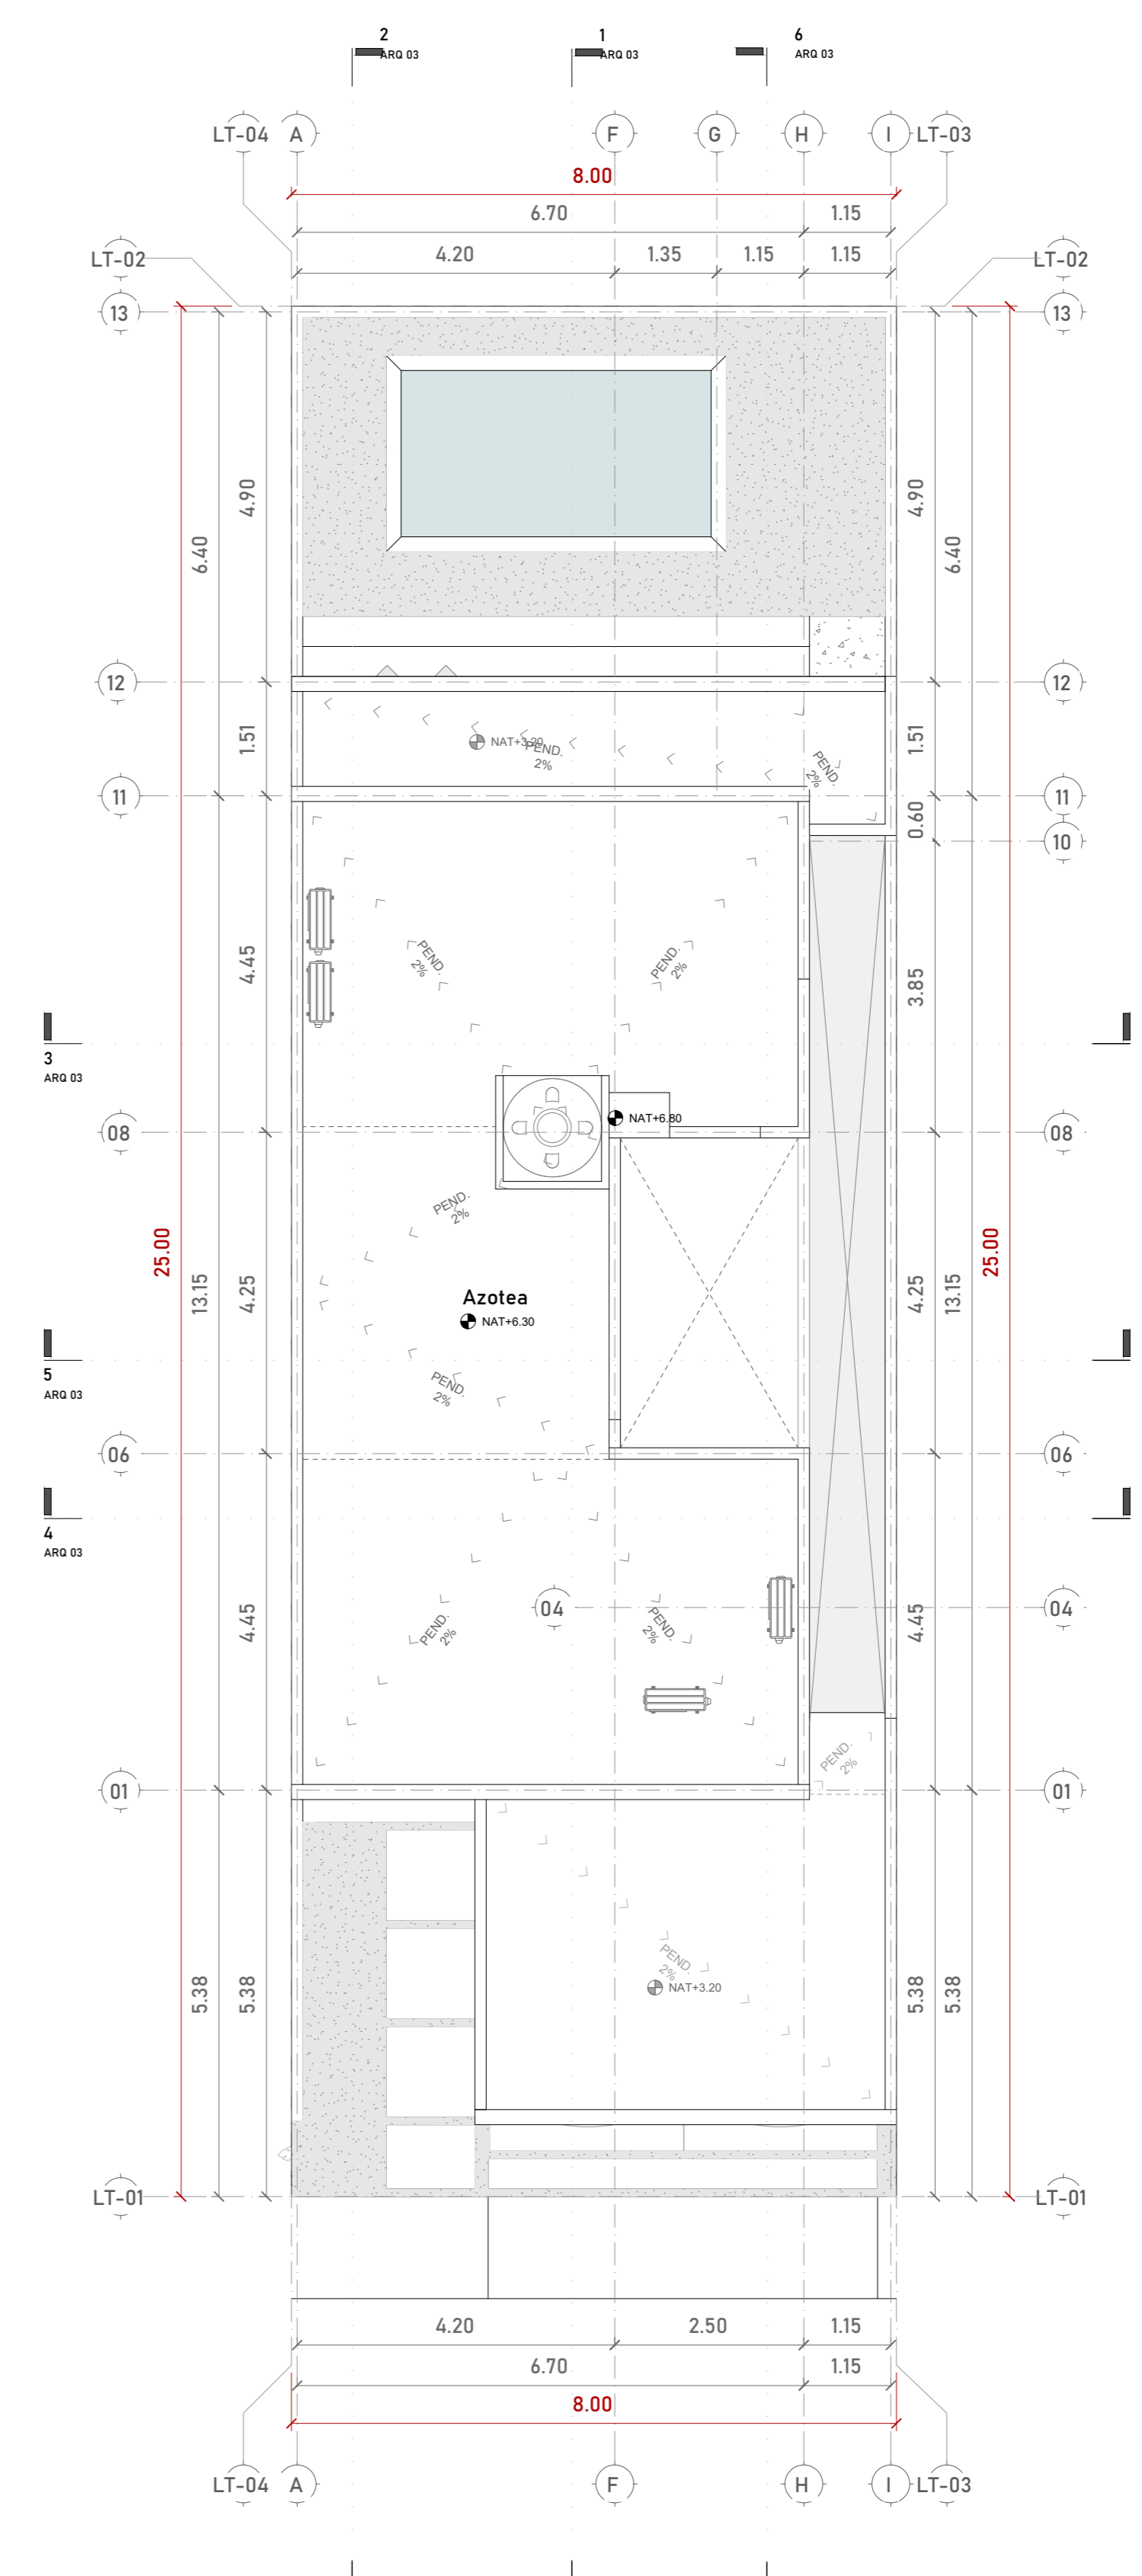 2
ARQ 03
1
ARQ 03
6
ARQ 03
LT-04
A
F
G
H
I
LT-03
8.00
6.70
1.15
LT-02
4.20
1.35
1.15
1.15
LT-02
13
13
4.90
4.90
6.40
6.40
12
12
1.51
NAT+3.20
PEND.
2%
PEND.
2%
1.51
11
11
0.60
10
4.45
PEND.
2%
PEND.
2%
3.85
3
ARQ 03
08
NAT+6.80
08
PEND.
2%
25.00
13.15
4.25
Azotea
NAT+6.30
4.25
13.15
25.00
5
ARQ 03
PEND.
2%
06
06
4
ARQ 03
4.45
PEND.
2%
04
PEND.
2%
4.45
04
PEND.
2%
01
01
5.38
5.38
PEND.
2%
NAT+3.20
5.38
5.38
LT-01
LT-01
4.20
2.50
1.15
6.70
1.15
8.00
LT-04
A
F
H
I
LT-03